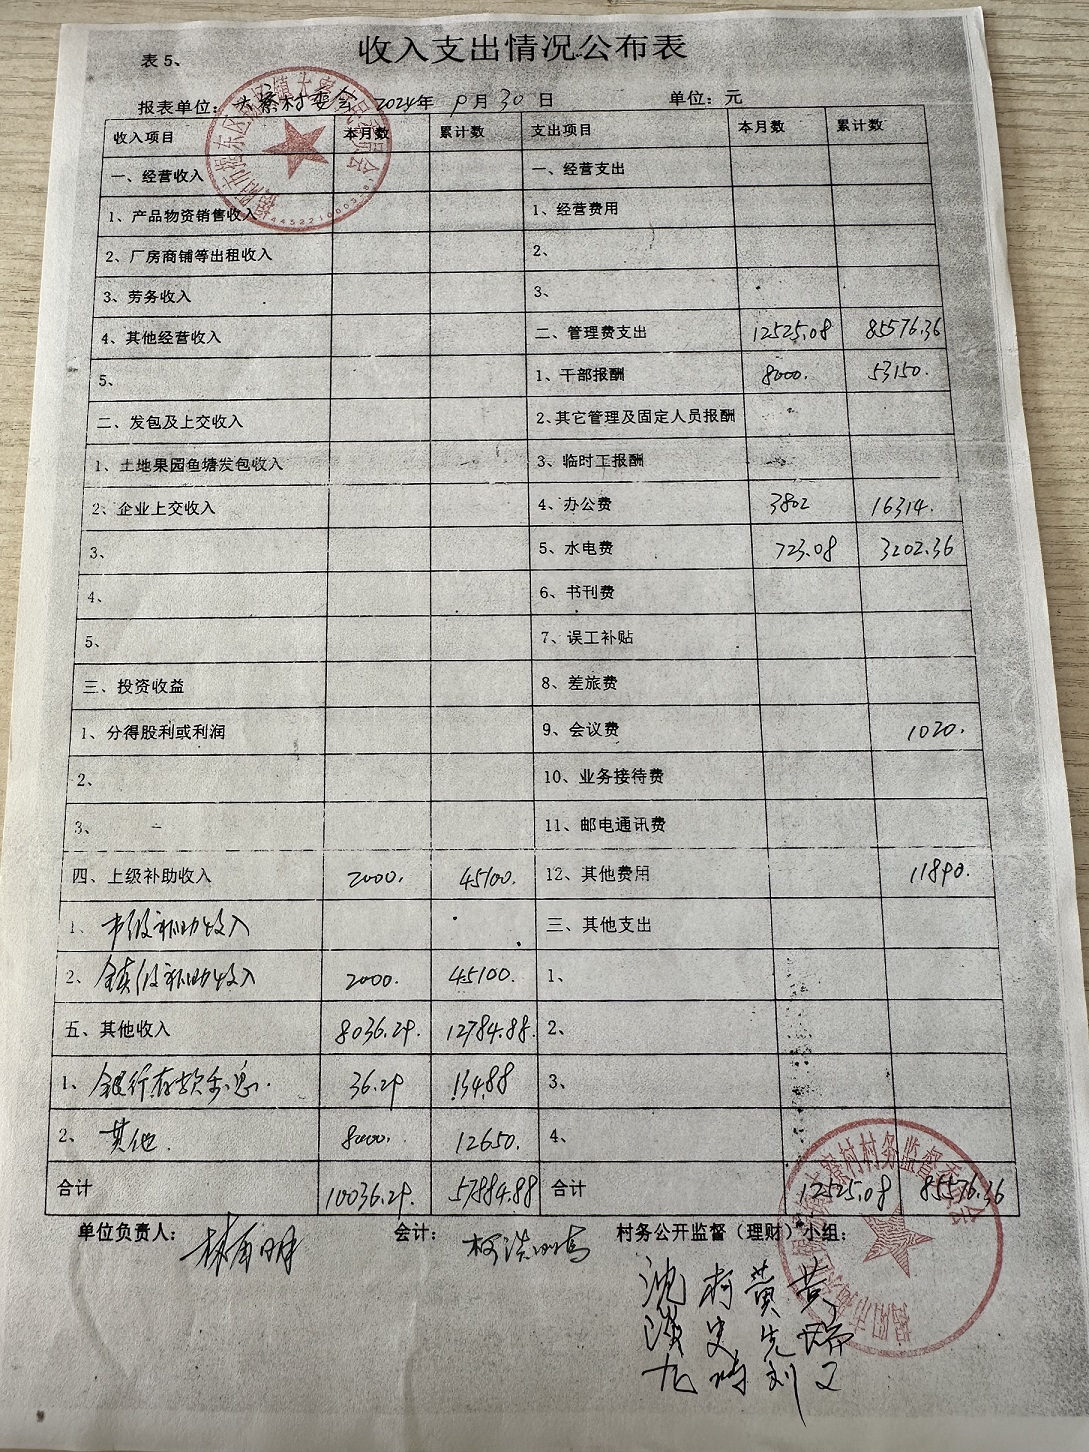 表 5、
收入支出情况公布表
报表单位：大寮村委会 2024年 9月30日 单位：元
收入项目 本月数 累计数 支出项目 本月数 累计数
一、经营收入 一、经营支出
1、产品物资销售收入 1、经营费用
2、厂房商铺等出租收入 2、
3、劳务收入 3、
4、其他经营收入 二、管理费支出 12525.08 85576.36
5、 1、干部报酬 8000. 53150.
二、发包及上交收入 2、其它管理及固定人员报酬
1、土地果园鱼塘发包收入 3、临时工报酬
2、企业上交收入 4、办公费 3802 16314.
3、 5、水电费 723.08 3202.36
4、 6、书刊费
5、 7、误工补贴
三、投资收益 8、差旅费
1、分得股利或利润 9、会议费 1020.
2、 10、业务接待费
3、 11、邮电通讯费
四、上级补助收入 2000. 45100. 12、其他费用 11890.
1、市级补助收入 三、其他支出
2、镇级补助收入 2000. 45100. 1、
五、其他收入 8036.29. 12784.88. 2、
1、银行存款利息. 36.29 134.88 3、
2、其他. 8000. 12650. 4、
合计 10036.29. 57884.88 合计 12525.08 85576.36
单位负责人： 会计： 村务公开监督（理财）小组：